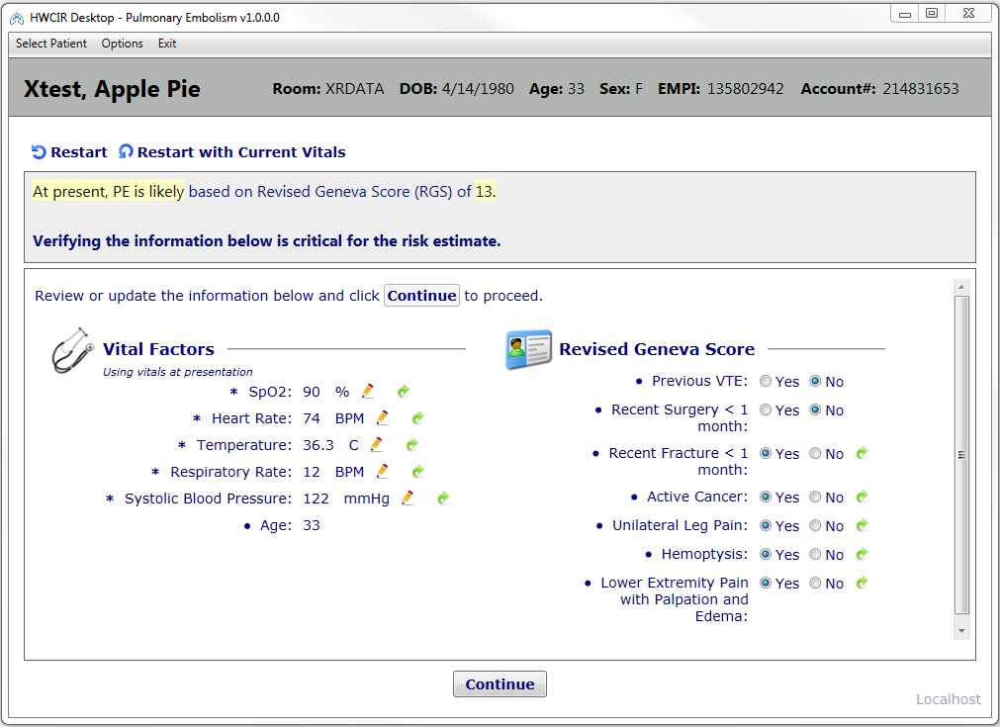 HWCIR Desktop - Pulmonary Embolism v1.0.0.0
Select Patient Options Exit
Xtest, Apple Pie Room: XRDATA DOB: 4/14/1980 Age: 33 Sex: F EMPI: 135802942 Account#: 214831653
Restart Restart with Current Vitals
At present, PE is likely based on Revised Geneva Score (RGS) of 13.
Verifying the information below is critical for the risk estimate.
Review or update the information below and click Continue to proceed.
Vital Factors
Using vitals at presentation
* SpO2: 90 %
* Heart Rate: 74 BPM
* Temperature: 36.3 C
* Respiratory Rate: 12 BPM
* Systolic Blood Pressure: 122 mmHg
• Age: 33
Revised Geneva Score
• Previous VTE: Yes No
• Recent Surgery < 1
month: Yes No
• Recent Fracture < 1
month: Yes No
• Active Cancer: Yes No
• Unilateral Leg Pain: Yes No
• Hemoptysis: Yes No
• Lower Extremity Pain Yes No
with Palpation and
Edema:
Continue
Localhost